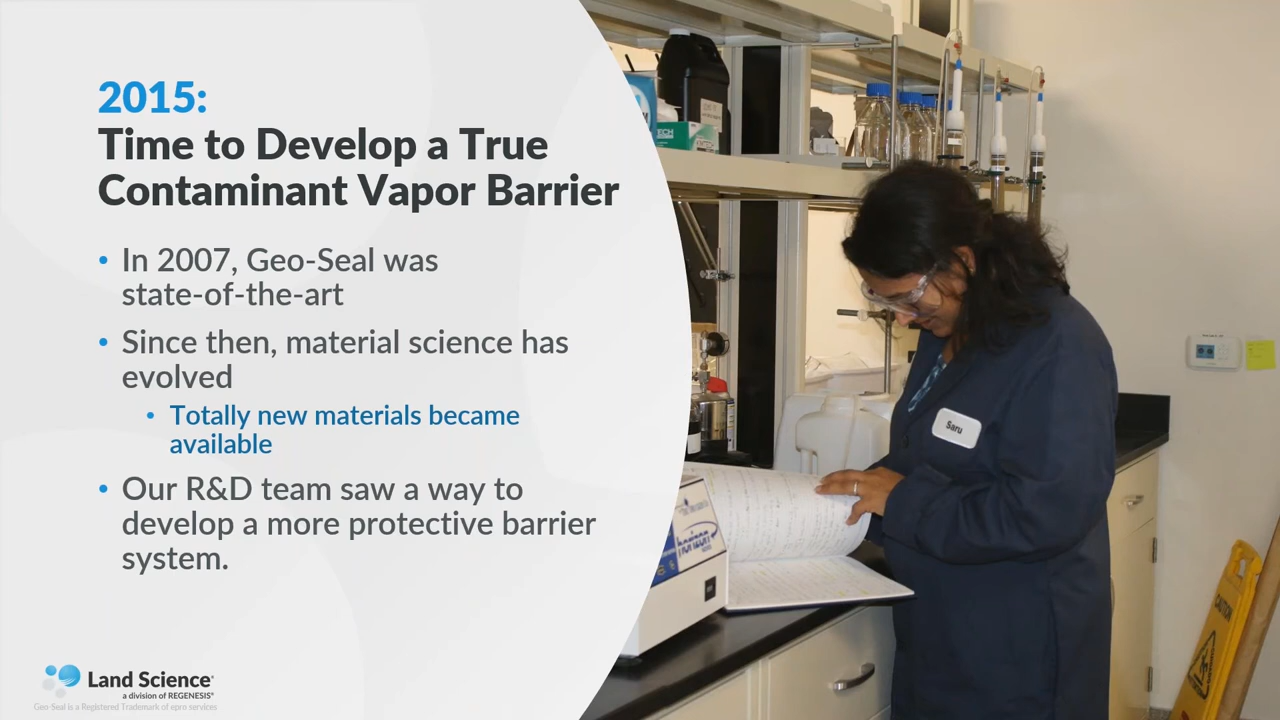 2015:
Time to Develop a True
Contaminant Vapor Barrier
• In 2007, Geo-Seal was
state-of-the-art
• Since then, material science has
evolved
• Totally new materials became
available
• Our R&D team saw a way to
develop a more protective barrier
system.
Land Science®
a division of REGENESIS®
Geo-Seal is a Registered Trademark of epro services
Saru
horizon
CAUTION